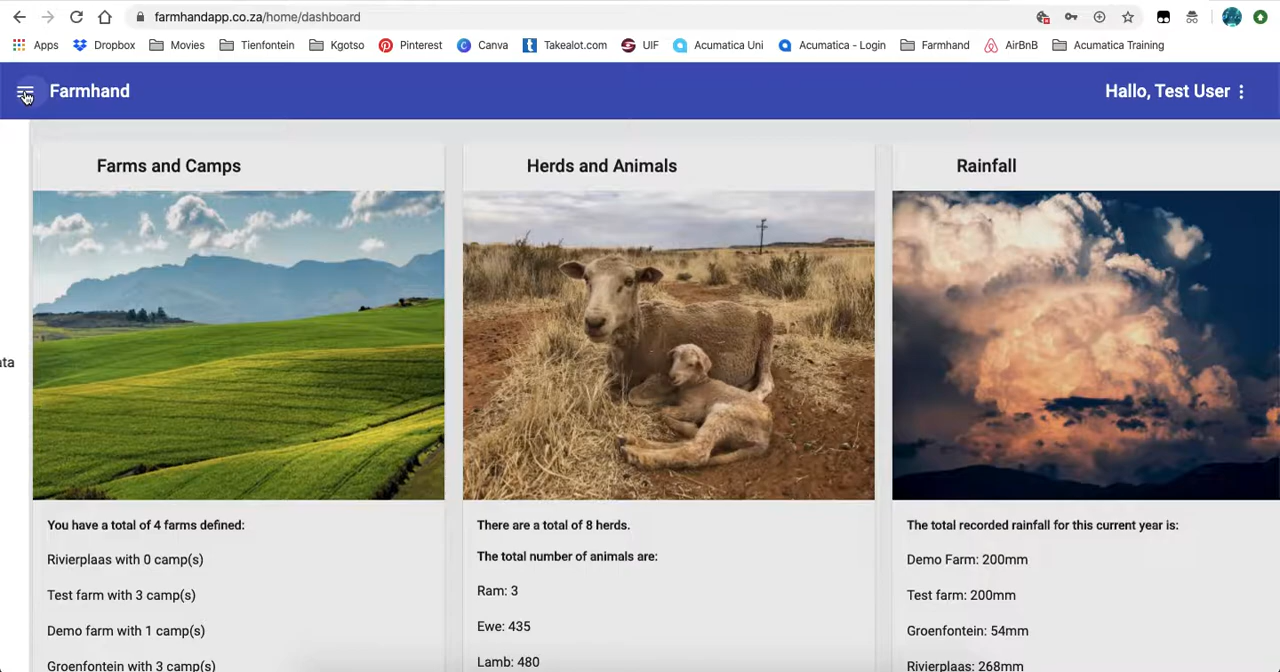 farmhandapp.co.za/home/dashboard
Apps Dropbox Movies Tienfontein Kgotso Pinterest Canva Takealot.com UIF Acumatica Uni Acumatica - Login Farmhand AirBnB Acumatica Training
Farmhand
Hallo, Test User
ata
Farms and Camps
You have a total of 4 farms defined:
Rivierplaas with 0 camp(s)
Test farm with 3 camp(s)
Demo farm with 1 camp(s)
Groenfontein with 3 camp(s)
Herds and Animals
There are a total of 8 herds.
The total number of animals are:
Ram: 3
Ewe: 435
Lamb: 480
Rainfall
The total recorded rainfall for this current year is:
Demo Farm: 200mm
Test farm: 200mm
Groenfontein: 54mm
Rivierplaas: 268mm